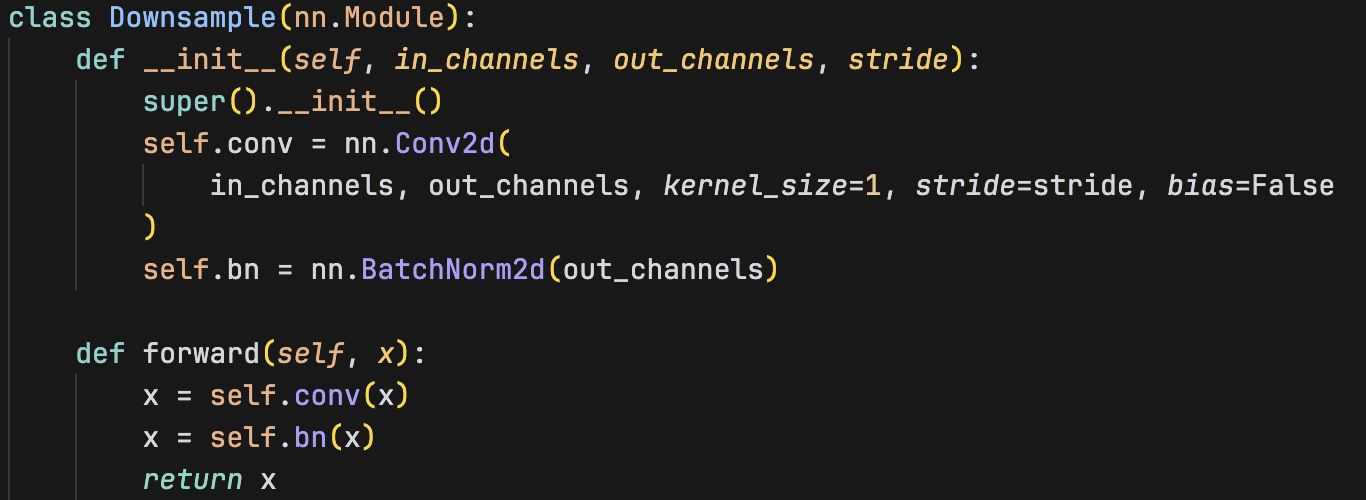 class Downsample(nn.Module):
    def __init__(self, in_channels, out_channels, stride):
        super().__init__()
        self.conv = nn.Conv2d(
            in_channels, out_channels, kernel_size=1, stride=stride, bias=False
        )
        self.bn = nn.BatchNorm2d(out_channels)

    def forward(self, x):
        x = self.conv(x)
        x = self.bn(x)
        return x